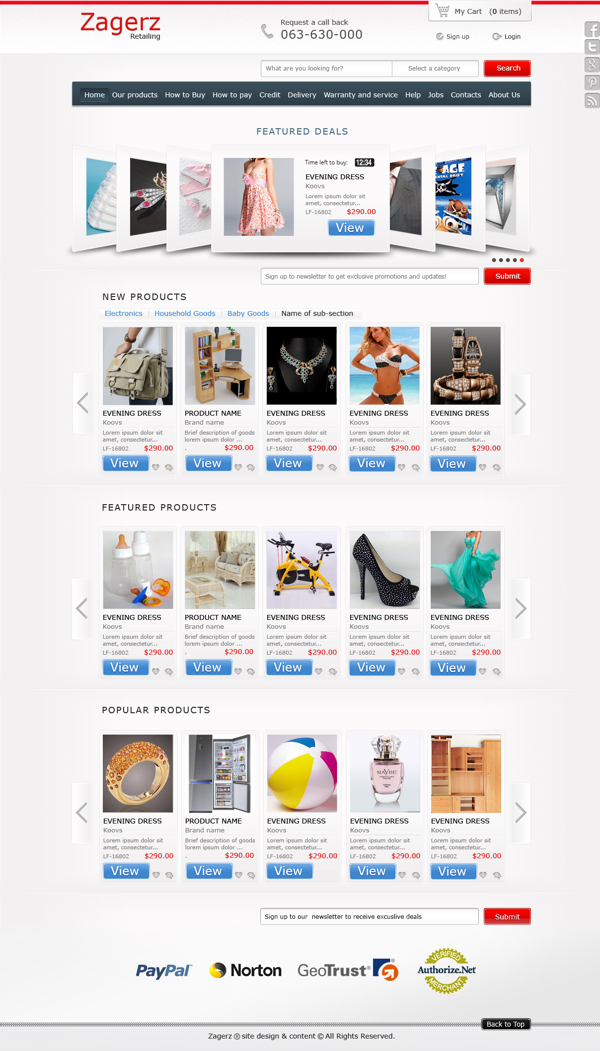 Zagerz
Retailing
Request a call back
063-630-000
My Cart (0 items)
Sign up
Login
What are you looking for?
Select a category
Search
Home Our products How to Buy How to pay Credit Delivery Warranty and service Help Jobs Contacts About Us
FEATURED DEALS
Time left to buy: 12:34
EVENING DRESS
Koovs
Lorem ipsum dolor sit
amet, consectetur...
LF-16802 $290.00
View
AGE
Sign up to newsletter to get exclusive promotions and updates!
Submit
NEW PRODUCTS
Electronics | Household Goods | Baby Goods | Name of sub-section
EVENING DRESS
Koovs
Lorem ipsum dolor sit
amet, consectetur...
LF-16802 $290.00
View
PRODUCT NAME
Brand name
Brief description of goods
lorem ipsum dolor ...
. $290.00
View
EVENING DRESS
Koovs
Lorem ipsum dolor sit
amet, consectetur...
LF-16802 $290.00
View
EVENING DRESS
Koovs
Lorem ipsum dolor sit
amet, consectetur...
LF-16802 $290.00
View
EVENING DRESS
Koovs
Lorem ipsum dolor sit
amet, consectetur...
LF-16802 $290.00
View
FEATURED PRODUCTS
EVENING DRESS
Koovs
Lorem ipsum dolor sit
amet, consectetur...
LF-16802 $290.00
View
PRODUCT NAME
Brand name
Brief description of goods
lorem ipsum dolor ...
. $290.00
View
EVENING DRESS
Koovs
Lorem ipsum dolor sit
amet, consectetur...
LF-16802 $290.00
View
EVENING DRESS
Koovs
Lorem ipsum dolor sit
amet, consectetur...
LF-16802 $290.00
View
EVENING DRESS
Koovs
Lorem ipsum dolor sit
amet, consectetur...
LF-16802 $290.00
View
POPULAR PRODUCTS
EVENING DRESS
Koovs
Lorem ipsum dolor sit
amet, consectetur...
LF-16802 $290.00
View
PRODUCT NAME
Brand name
Brief description of goods
lorem ipsum dolor ...
. $290.00
View
EVENING DRESS
Koovs
Lorem ipsum dolor sit
amet, consectetur...
LF-16802 $290.00
View
MAYBE
EVENING DRESS
Koovs
Lorem ipsum dolor sit
amet, consectetur...
LF-16802 $290.00
View
EVENING DRESS
Koovs
Lorem ipsum dolor sit
amet, consectetur...
LF-16802 $290.00
View
Sign up to our newsletter to receive excuslive deals
Submit
PayPal
Norton
GeoTrust
VERIFIED
Authorize.Net
MERCHANT
Back to Top
Zagerz ® site design & content © All Rights Reserved.